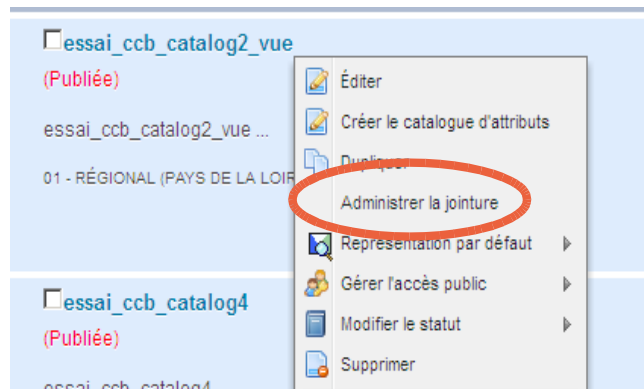 essai_ccb_catalog2_vue
(Publiée)
essai_ccb_catalog2_vue ...
01 - RÉGIONAL (PAYS DE LA LOIR
Éditer
Créer le catalogue d'attributs
Dupliquer
Administrer la jointure
Représentation par défaut
Gérer l'accès public
Modifier le statut
Supprimer
essai_ccb_catalog4
(Publiée)
essai_ccb_catalog4